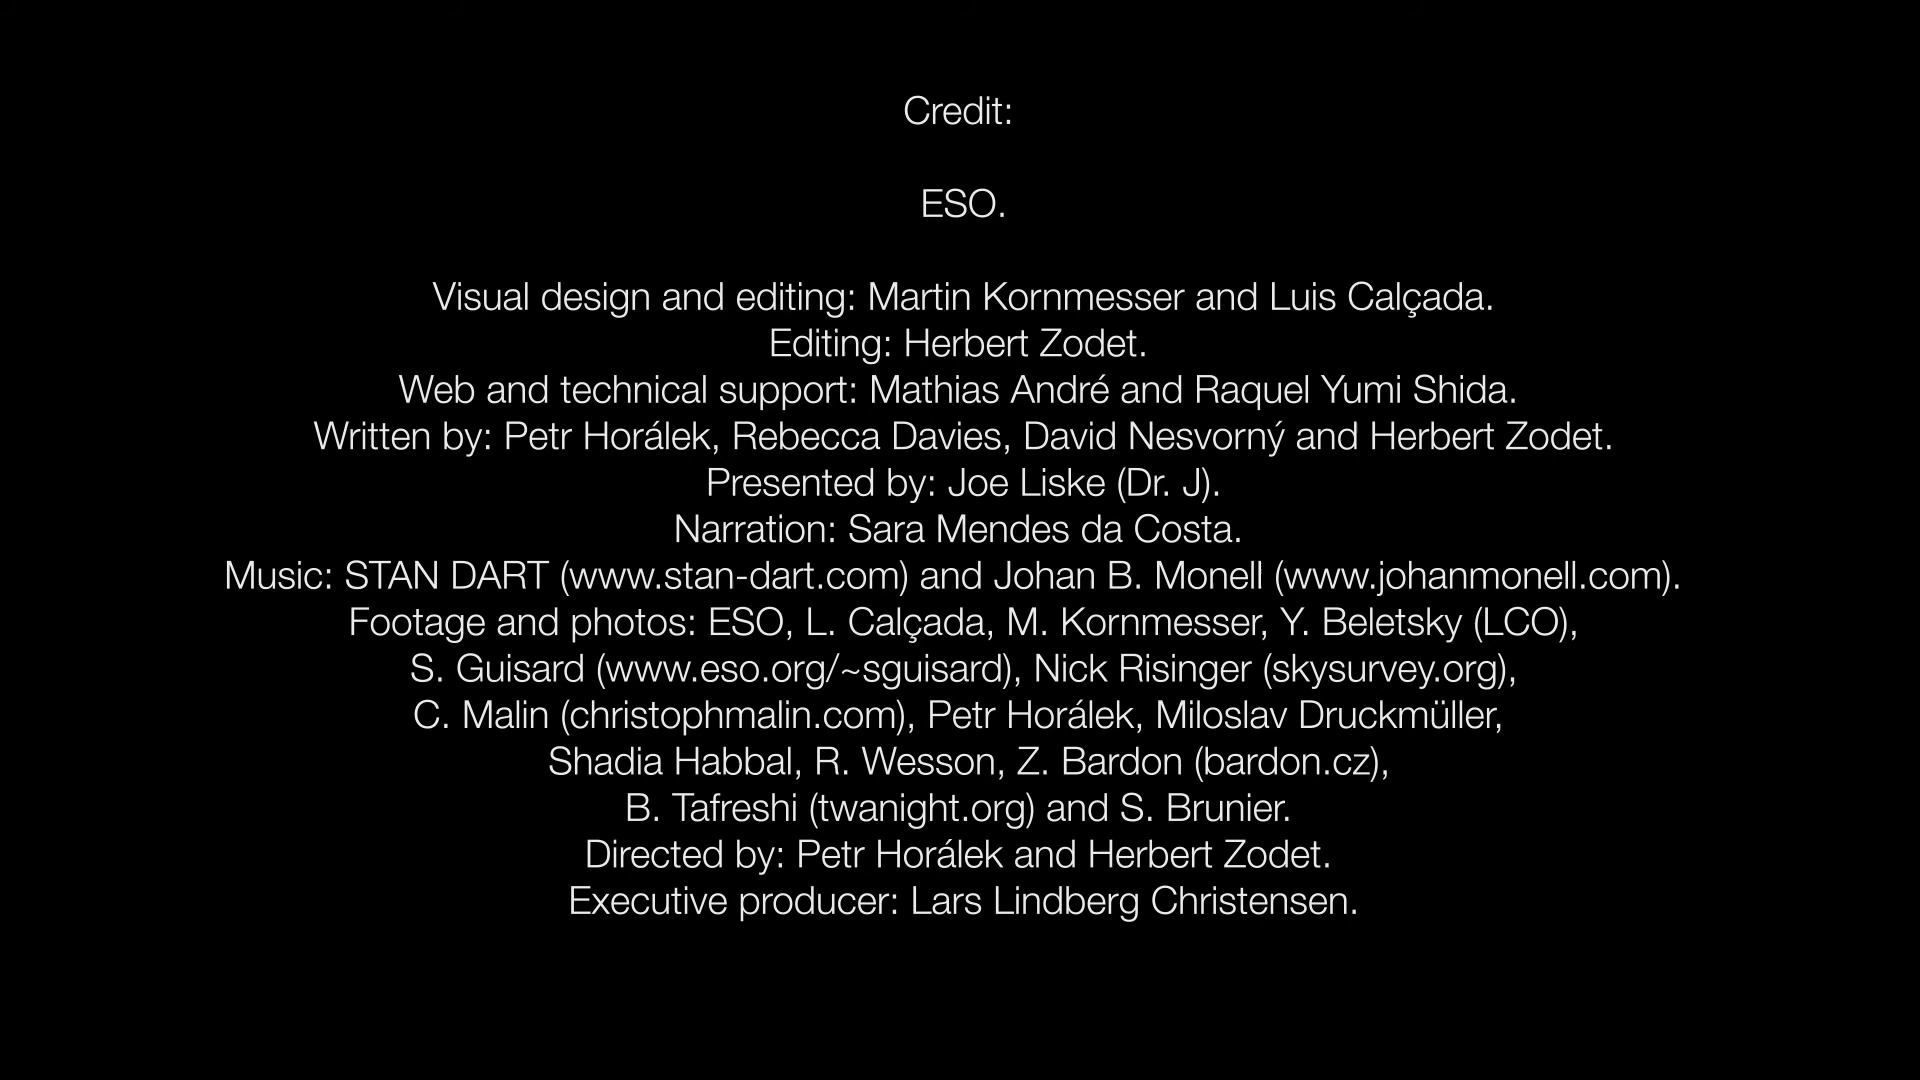 Credit:
ESO.
Visual design and editing: Martin Kornmesser and Luis Calçada.
Editing: Herbert Zodet.
Web and technical support: Mathias André and Raquel Yumi Shida.
Written by: Petr Horálek, Rebecca Davies, David Nesvorný and Herbert Zodet.
Presented by: Joe Liske (Dr. J).
Narration: Sara Mendes da Costa.
Music: STAN DART (www.stan-dart.com) and Johan B. Monell (www.johanmonell.com).
Footage and photos: ESO, L. Calçada, M. Kornmesser, Y. Beletsky (LCO),
S. Guisard (www.eso.org/~sguisard), Nick Risinger (skysurvey.org),
C. Malin (christophmalin.com), Petr Horálek, Miloslav Druckmüller,
Shadia Habbal, R. Wesson, Z. Bardon (bardon.cz),
B. Tafreshi (twanight.org) and S. Brunier.
Directed by: Petr Horálek and Herbert Zodet.
Executive producer: Lars Lindberg Christensen.